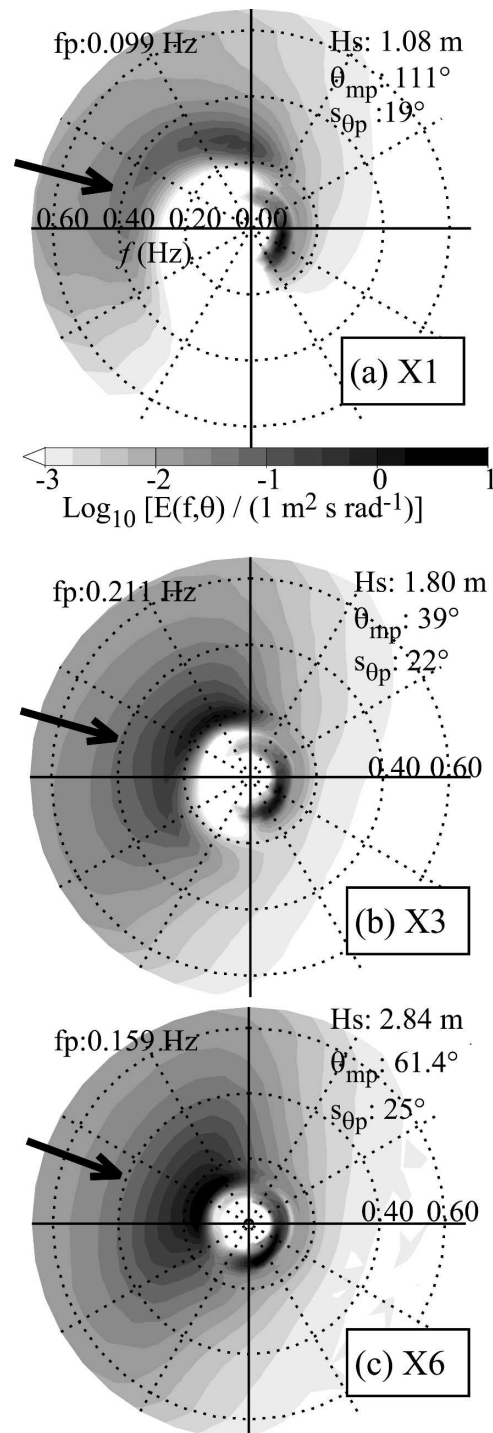 fp:0.099 Hz
Hs: 1.08 m
θmp: 111°
sθp :19°
0.60 0.40 0.20 0.00
f (Hz)
(a) X1
-3 -2 -1 0 1
Log10 [E(f,θ) / (1 m2 s rad-1)]
fp:0.211 Hz
Hs: 1.80 m
θmp: 39°
sθp: 22°
0.40 0.60
(b) X3
fp:0.159 Hz
Hs: 2.84 m
θmp: 61.4°
sθp: 25°
0.40 0.60
(c) X6